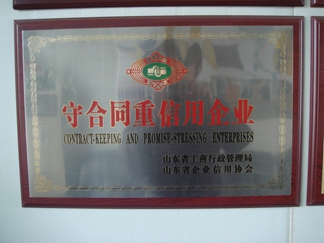 守合同重信用企业
CONTRACT-KEEPING AND PROMISE-STRESSING ENTERPRISES
山东省工商行政管理局
山东省企业信用协会